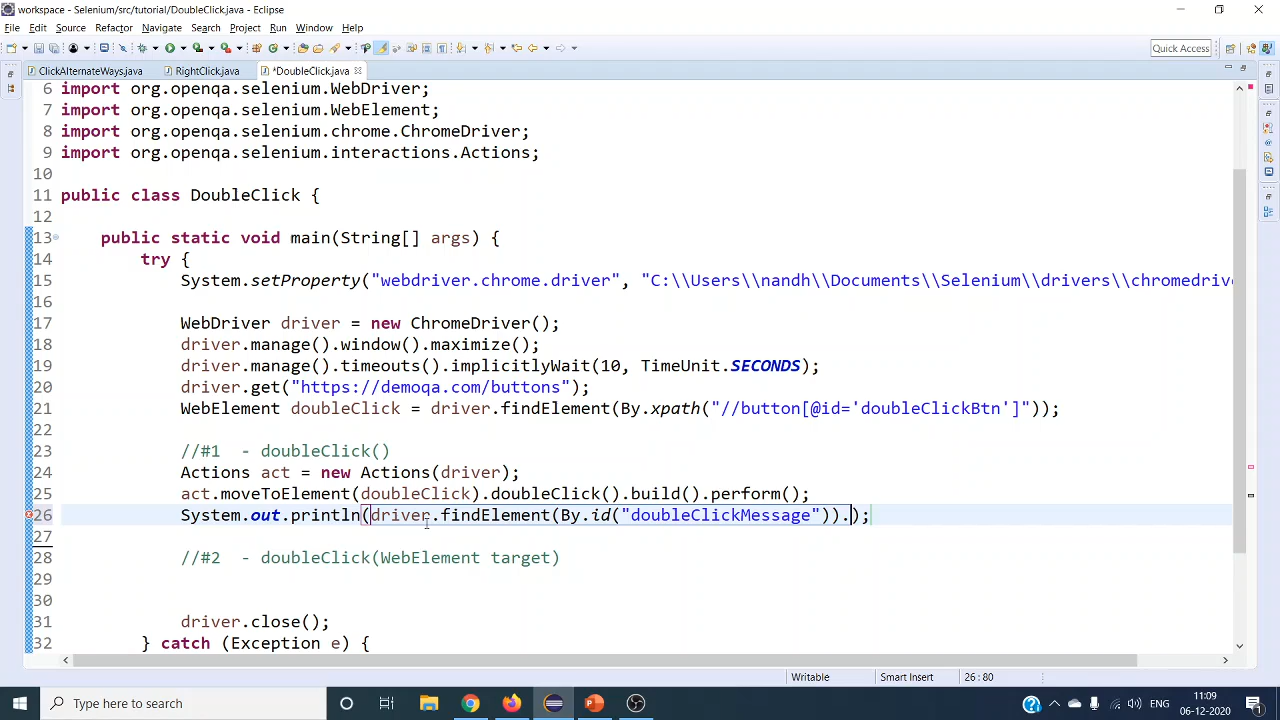 workspace - Selenium/src/tutorial/DoubleClick.java - Eclipse
File Edit Source Refactor Navigate Search Project Run Window Help
Quick Access
ClickAlternateWays.java RightClick.java *DoubleClick.java
6 import org.openqa.selenium.WebDriver;
7 import org.openqa.selenium.WebElement;
8 import org.openqa.selenium.chrome.ChromeDriver;
9 import org.openqa.selenium.interactions.Actions;
10
11 public class DoubleClick {
12
13 public static void main(String[] args) {
14 try {
15 System.setProperty("webdriver.chrome.driver", "C:\\Users\\nandh\\Documents\\Selenium\\drivers\\chromedrive
16
17 WebDriver driver = new ChromeDriver();
18 driver.manage().window().maximize();
19 driver.manage().timeouts().implicitlyWait(10, TimeUnit.SECONDS);
20 driver.get("https://demoqa.com/buttons");
21 WebElement doubleClick = driver.findElement(By.xpath("//button[@id='doubleClickBtn']"));
22
23 //#1 - doubleClick()
24 Actions act = new Actions(driver);
25 act.moveToElement(doubleClick).doubleClick().build().perform();
26 System.out.println(driver.findElement(By.id("doubleClickMessage")).);
27
28 //#2 - doubleClick(WebElement target)
29
30
31 driver.close();
32 } catch (Exception e) {
Writable Smart Insert 26 : 80
Type here to search
11:09
06-12-2020